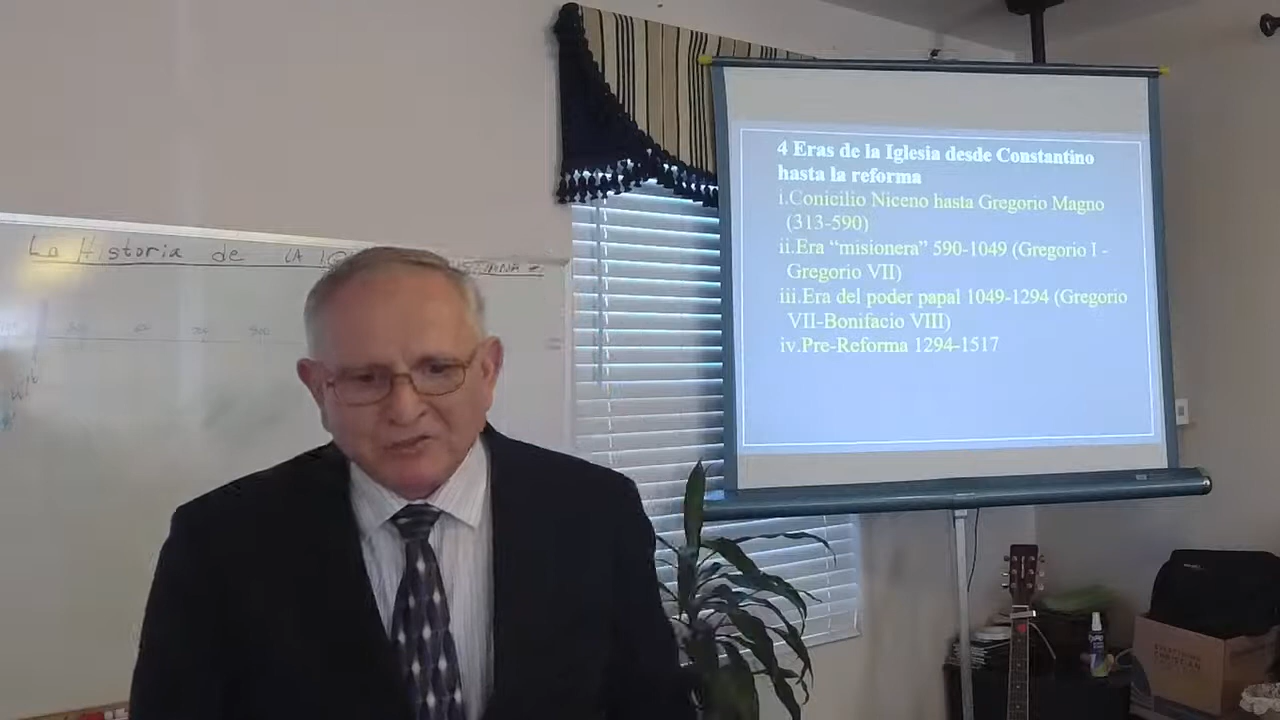 La Historia de LA
4 Eras de la Iglesia desde Constantino
hasta la reforma
i.Conicilio Niceno hasta Gregorio Magno
(313-590)
ii.Era “misionera” 590-1049 (Gregorio I -
Gregorio VII)
iii.Era del poder papal 1049-1294 (Gregorio
VII-Bonifacio VIII)
iv.Pre-Reforma 1294-1517